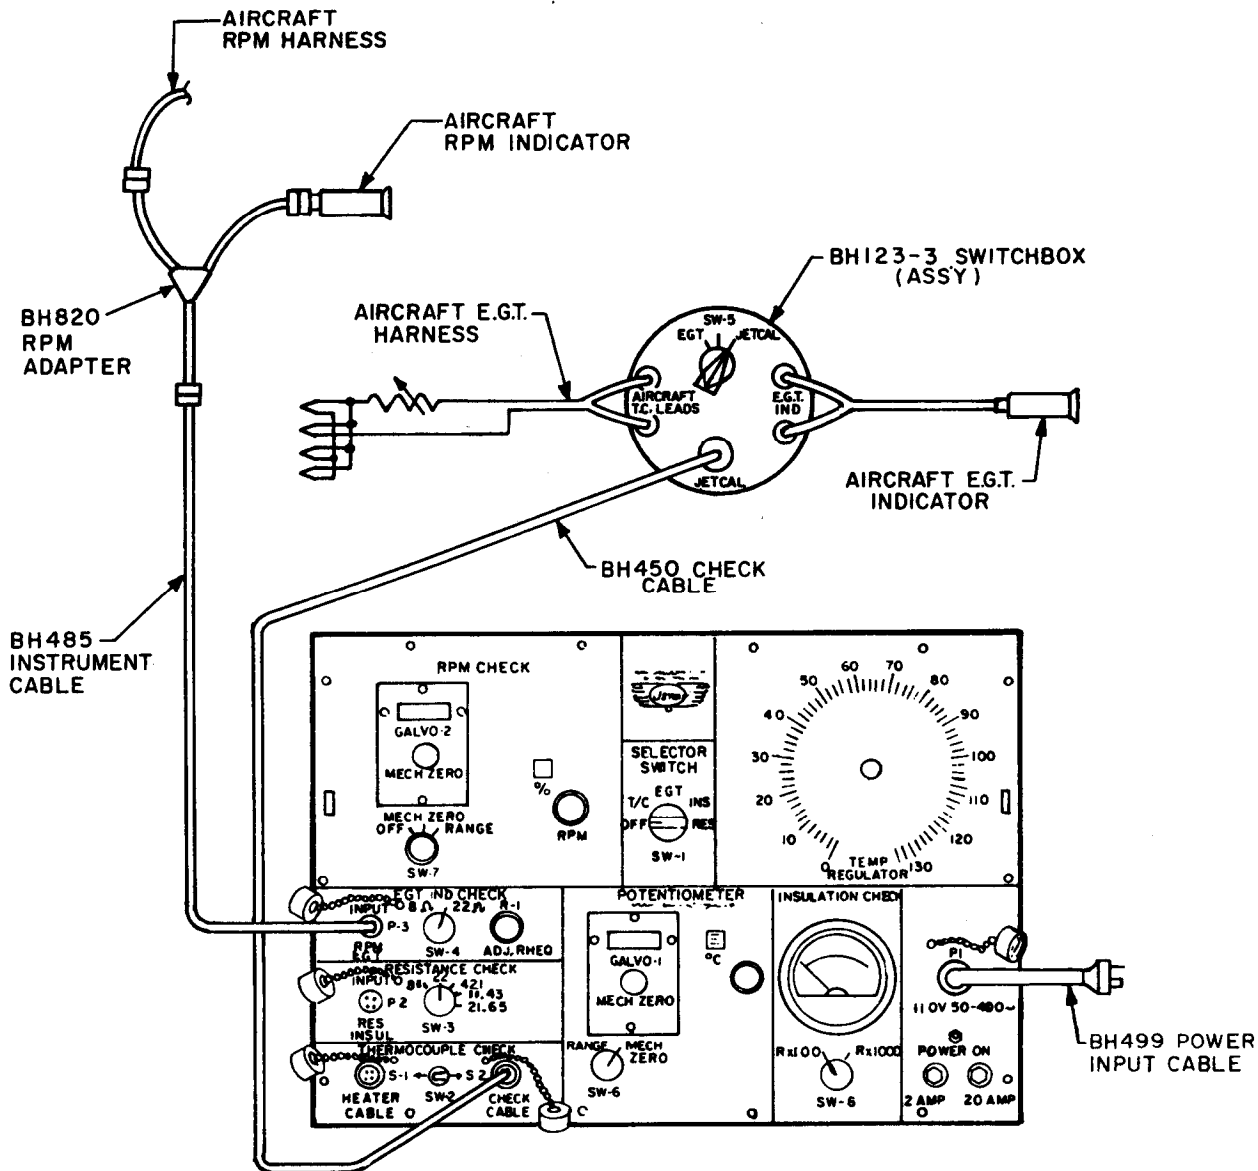 AIRCRAFT
RPM HARNESS
AIRCRAFT
RPM INDICATOR
BH123-3 SWITCHBOX
(ASSY)
BH820
RPM
ADAPTER
AIRCRAFT E.G.T.
HARNESS
SW-5
EGT
JETCAL
AIRCRAFT
T.C. LEADS
E.G.T.
IND
JETCAL
AIRCRAFT E.G.T.
INDICATOR
BH450 CHECK
CABLE
BH485
INSTRUMENT
CABLE
RPM CHECK
GALVO-2
MECH ZERO
%
RPM
MECH ZERO
OFF RANGE
SW-7
SELECTOR
SWITCH
EGT
T/C INS
OFF RES
SW-1
0 10 20 30 40 50 60 70 80 90 100 110 120 130
TEMP
REGULATOR
EGT IND CHECK
INPUT 8Ω 22Ω R-1
P-3
RPM
EGT
SW-4 ADJ. RHEO
RESISTANCE CHECK
INPUT
P2
RES
INSUL
22
421
11.43
21.65
SW-3
THERMOCOUPLE CHECK
S-1 S2
SW-2
HEATER
CABLE
CHECK
CABLE
POTENTIOMETER
GALVO-1
MECH ZERO
°C
RANGE MECH
ZERO
SW-6
INSULATION CHECK
RX100 RX1000
SW-6
P1
110V 50-400~
POWER ON
2 AMP 20 AMP
BH499 POWER
INPUT CABLE